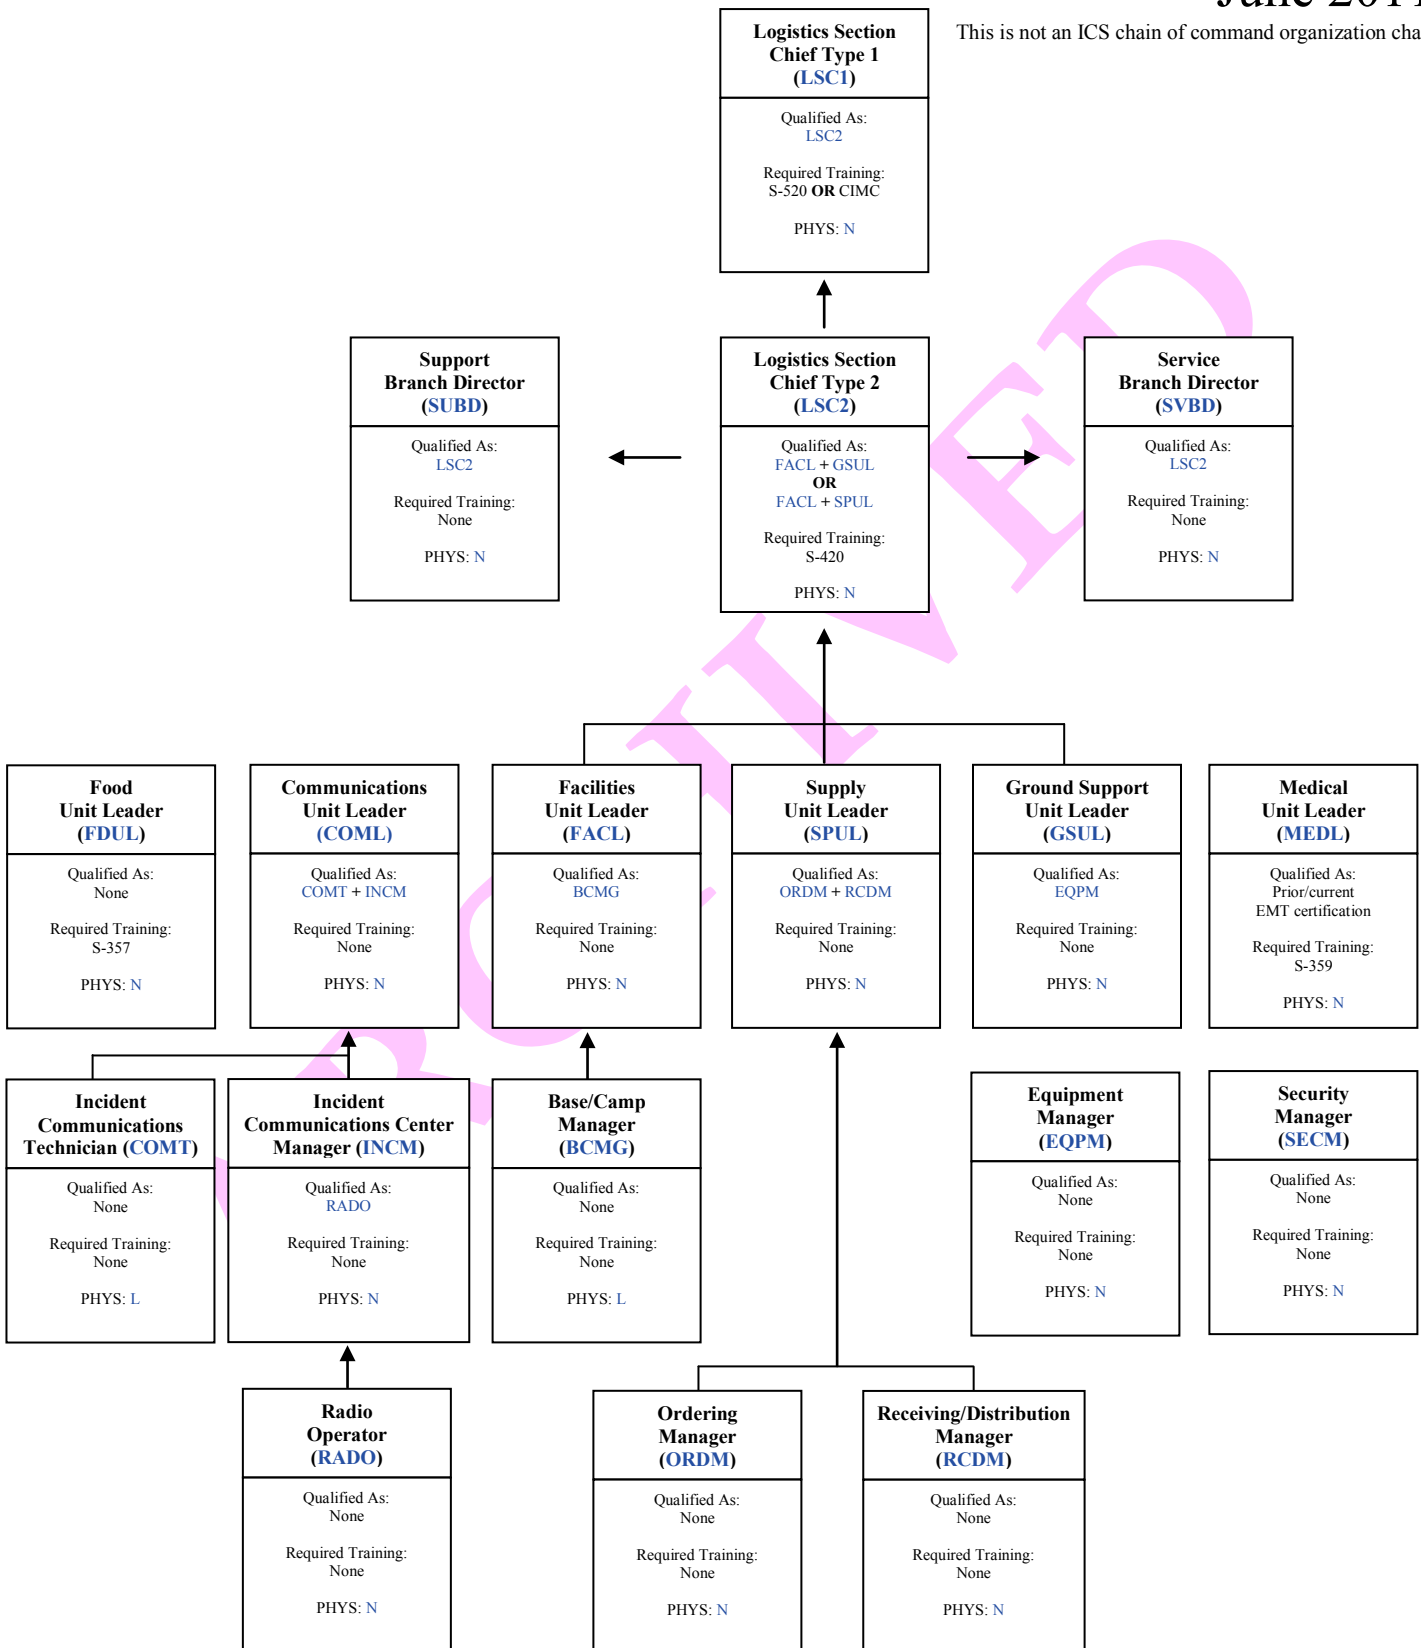 June 201
This is not an ICS chain of command organization cha
Logistics Section
Chief Type 1
(LSC1)
Qualified As:
LSC2
Required Training:
S-520 OR CIMC
PHYS: N
Support
Branch Director
(SUBD)
Qualified As:
LSC2
Required Training:
None
PHYS: N
Logistics Section
Chief Type 2
(LSC2)
Qualified As:
FACL + GSUL
OR
FACL + SPUL
Required Training:
S-420
PHYS: N
Service
Branch Director
(SVBD)
Qualified As:
LSC2
Required Training:
None
PHYS: N
Food
Unit Leader
(FDUL)
Qualified As:
None
Required Training:
S-357
PHYS: N
Communications
Unit Leader
(COML)
Qualified As:
COMT + INCM
Required Training:
None
PHYS: N
Facilities
Unit Leader
(FACL)
Qualified As:
BCMG
Required Training:
None
PHYS: N
Supply
Unit Leader
(SPUL)
Qualified As:
ORDM + RCDM
Required Training:
None
PHYS: N
Ground Support
Unit Leader
(GSUL)
Qualified As:
EQPM
Required Training:
None
PHYS: N
Medical
Unit Leader
(MEDL)
Qualified As:
Prior/current
EMT certification
Required Training:
S-359
PHYS: N
Incident
Communications
Technician (COMT)
Qualified As:
None
Required Training:
None
PHYS: L
Incident
Communications Center
Manager (INCM)
Qualified As:
RADO
Required Training:
None
PHYS: N
Base/Camp
Manager
(BCMG)
Qualified As:
None
Required Training:
None
PHYS: L
Equipment
Manager
(EQPM)
Qualified As:
None
Required Training:
None
PHYS: N
Security
Manager
(SECM)
Qualified As:
None
Required Training:
None
PHYS: N
Radio
Operator
(RADO)
Qualified As:
None
Required Training:
None
PHYS: N
Ordering
Manager
(ORDM)
Qualified As:
None
Required Training:
None
PHYS: N
Receiving/Distribution
Manager
(RCDM)
Qualified As:
None
Required Training:
None
PHYS: N
ARCHIVED